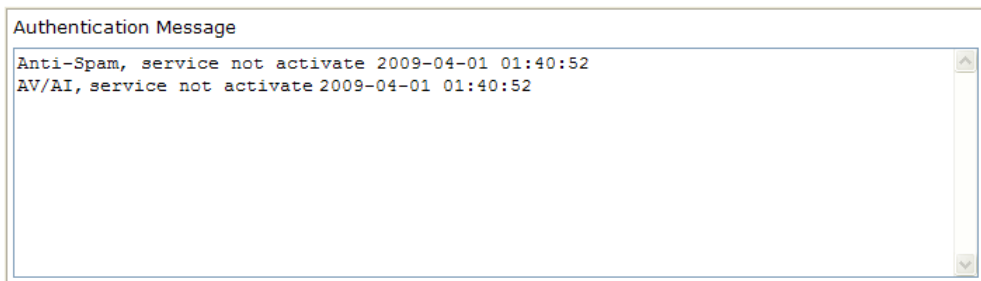 Authentication Message
Anti-Spam, service not activate 2009-04-01 01:40:52
AV/AI, service not activate 2009-04-01 01:40:52